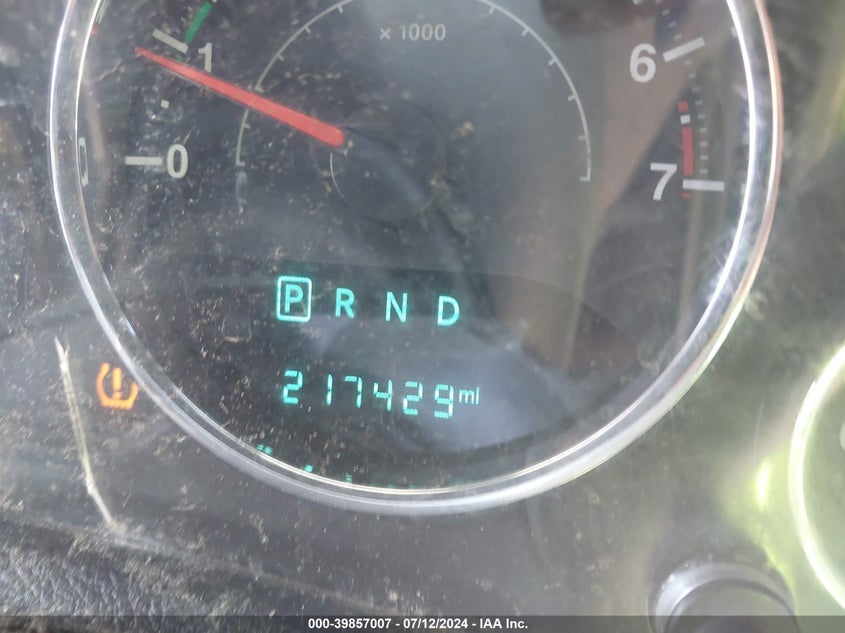 x 1000
1
6
0
7
P R N D
217429 mi
000-39857007 - 07/12/2024 - IAA Inc.